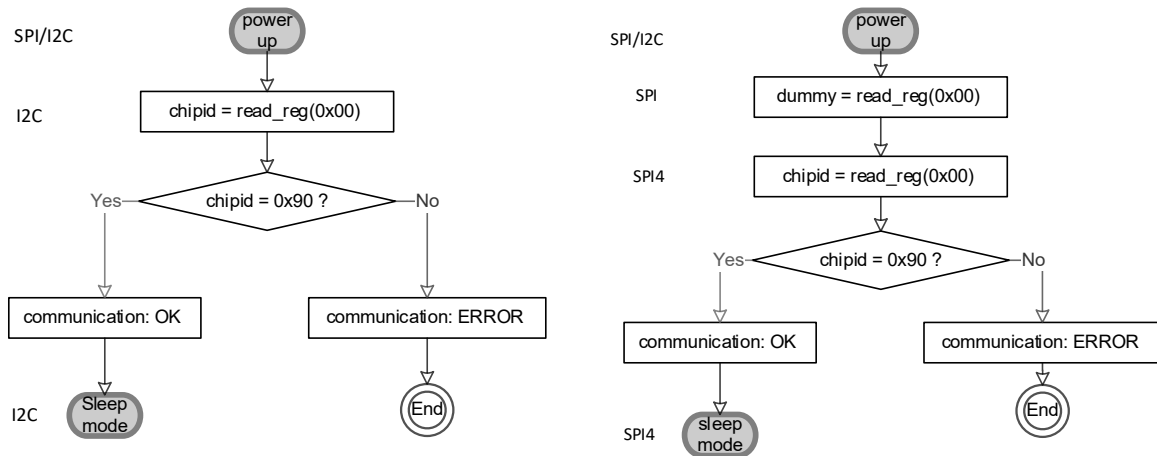 power
up
SPI/I2C
I2C
chipid = read_reg(0x00)
chipid = 0x90 ?
Yes
No
communication: OK
communication: ERROR
I2C
Sleep
mode
End
power
up
SPI/I2C
SPI
dummy = read_reg(0x00)
SPI4
chipid = read_reg(0x00)
chipid = 0x90 ?
Yes
No
communication: OK
communication: ERROR
SPI4
sleep
mode
End